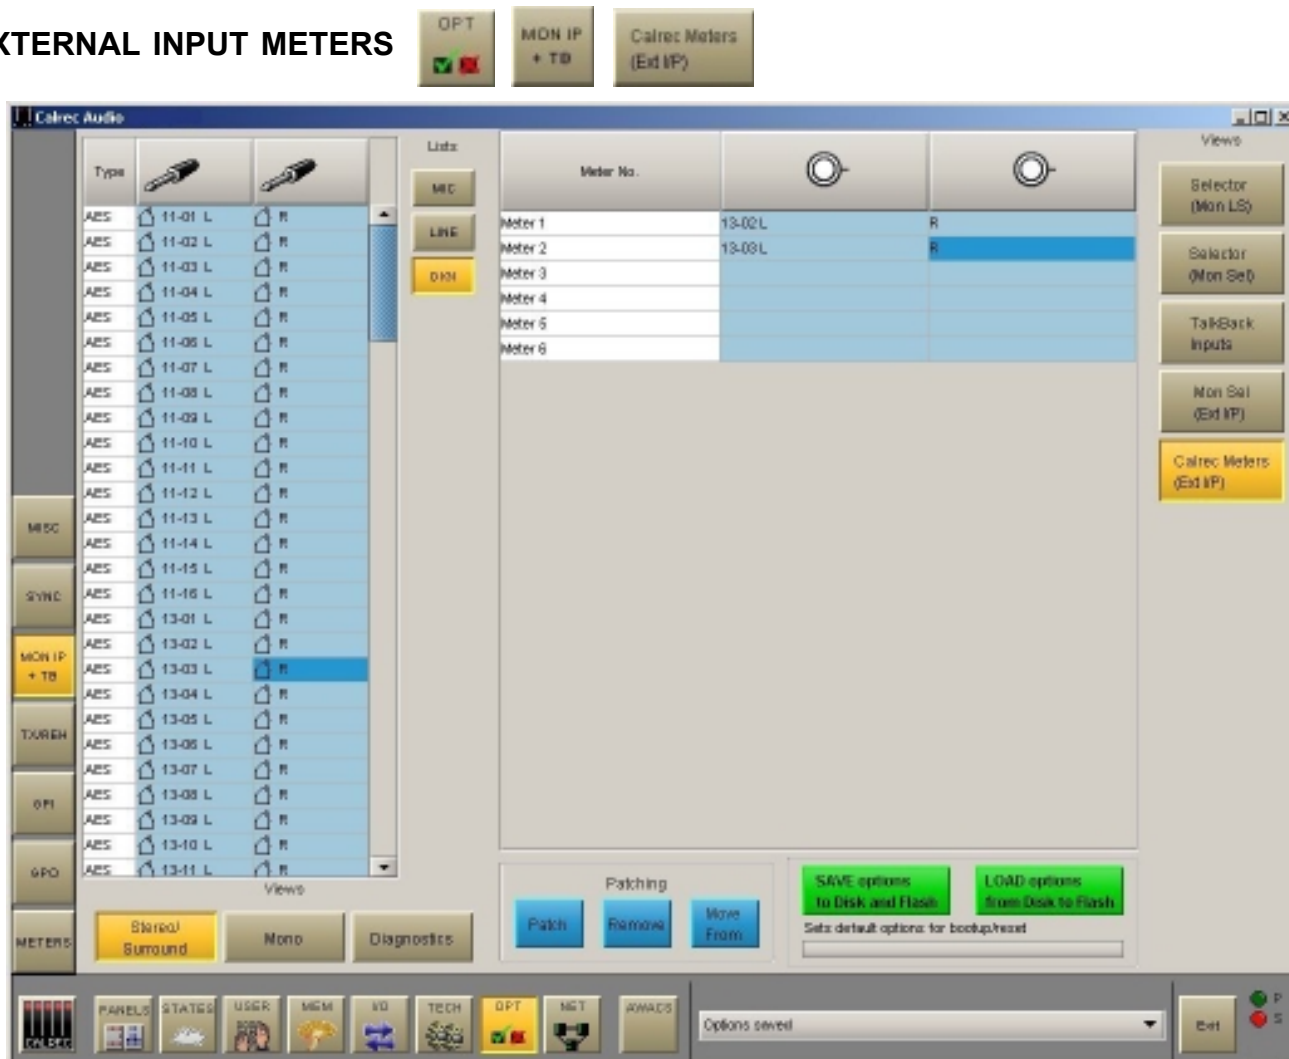 XTERNAL INPUT METERS
OPT
MON IP
+ TB
Calrec Meters
(Ext I/P)
Calrec Audio
Type
AES 11-01 L R
AES 11-02 L R
AES 11-03 L R
AES 11-04 L R
AES 11-05 L R
AES 11-06 L R
AES 11-07 L R
AES 11-08 L R
AES 11-09 L R
AES 11-10 L R
AES 11-11 L R
AES 11-12 L R
AES 11-13 L R
AES 11-14 L R
AES 11-15 L R
AES 11-16 L R
AES 13-01 L R
AES 13-02 L R
AES 13-03 L R
AES 13-04 L R
AES 13-05 L R
AES 13-06 L R
AES 13-07 L R
AES 13-08 L R
AES 13-09 L R
AES 13-10 L R
AES 13-11 L R
Lists
MIC
LINE
Meter No.
Meter 1 13-02 L R
Meter 2 13-03 L R
Meter 3
Meter 4
Meter 5
Meter 6
Views
Selector
(Mon LS)
Selector
(Mon Sel)
TalkBack
Inputs
Mon Sel
(Ext I/P)
Calrec Meters
(Ext I/P)
MISC
SYNC
MON IP
+ TB
TX/REH
GPI
GPO
METERS
Views
Stereo/
Surround
Mono
Diagnostics
Patching
Patch
Remove
Move
From
SAVE options
to Disk and Flash
LOAD options
from Disk to Flash
Sets default options for bootup/reset
CALREC
PANELS
STATES
USER
MEM
I/O
TECH
OPT
NET
AWACS
Options saved
Exit
P
S